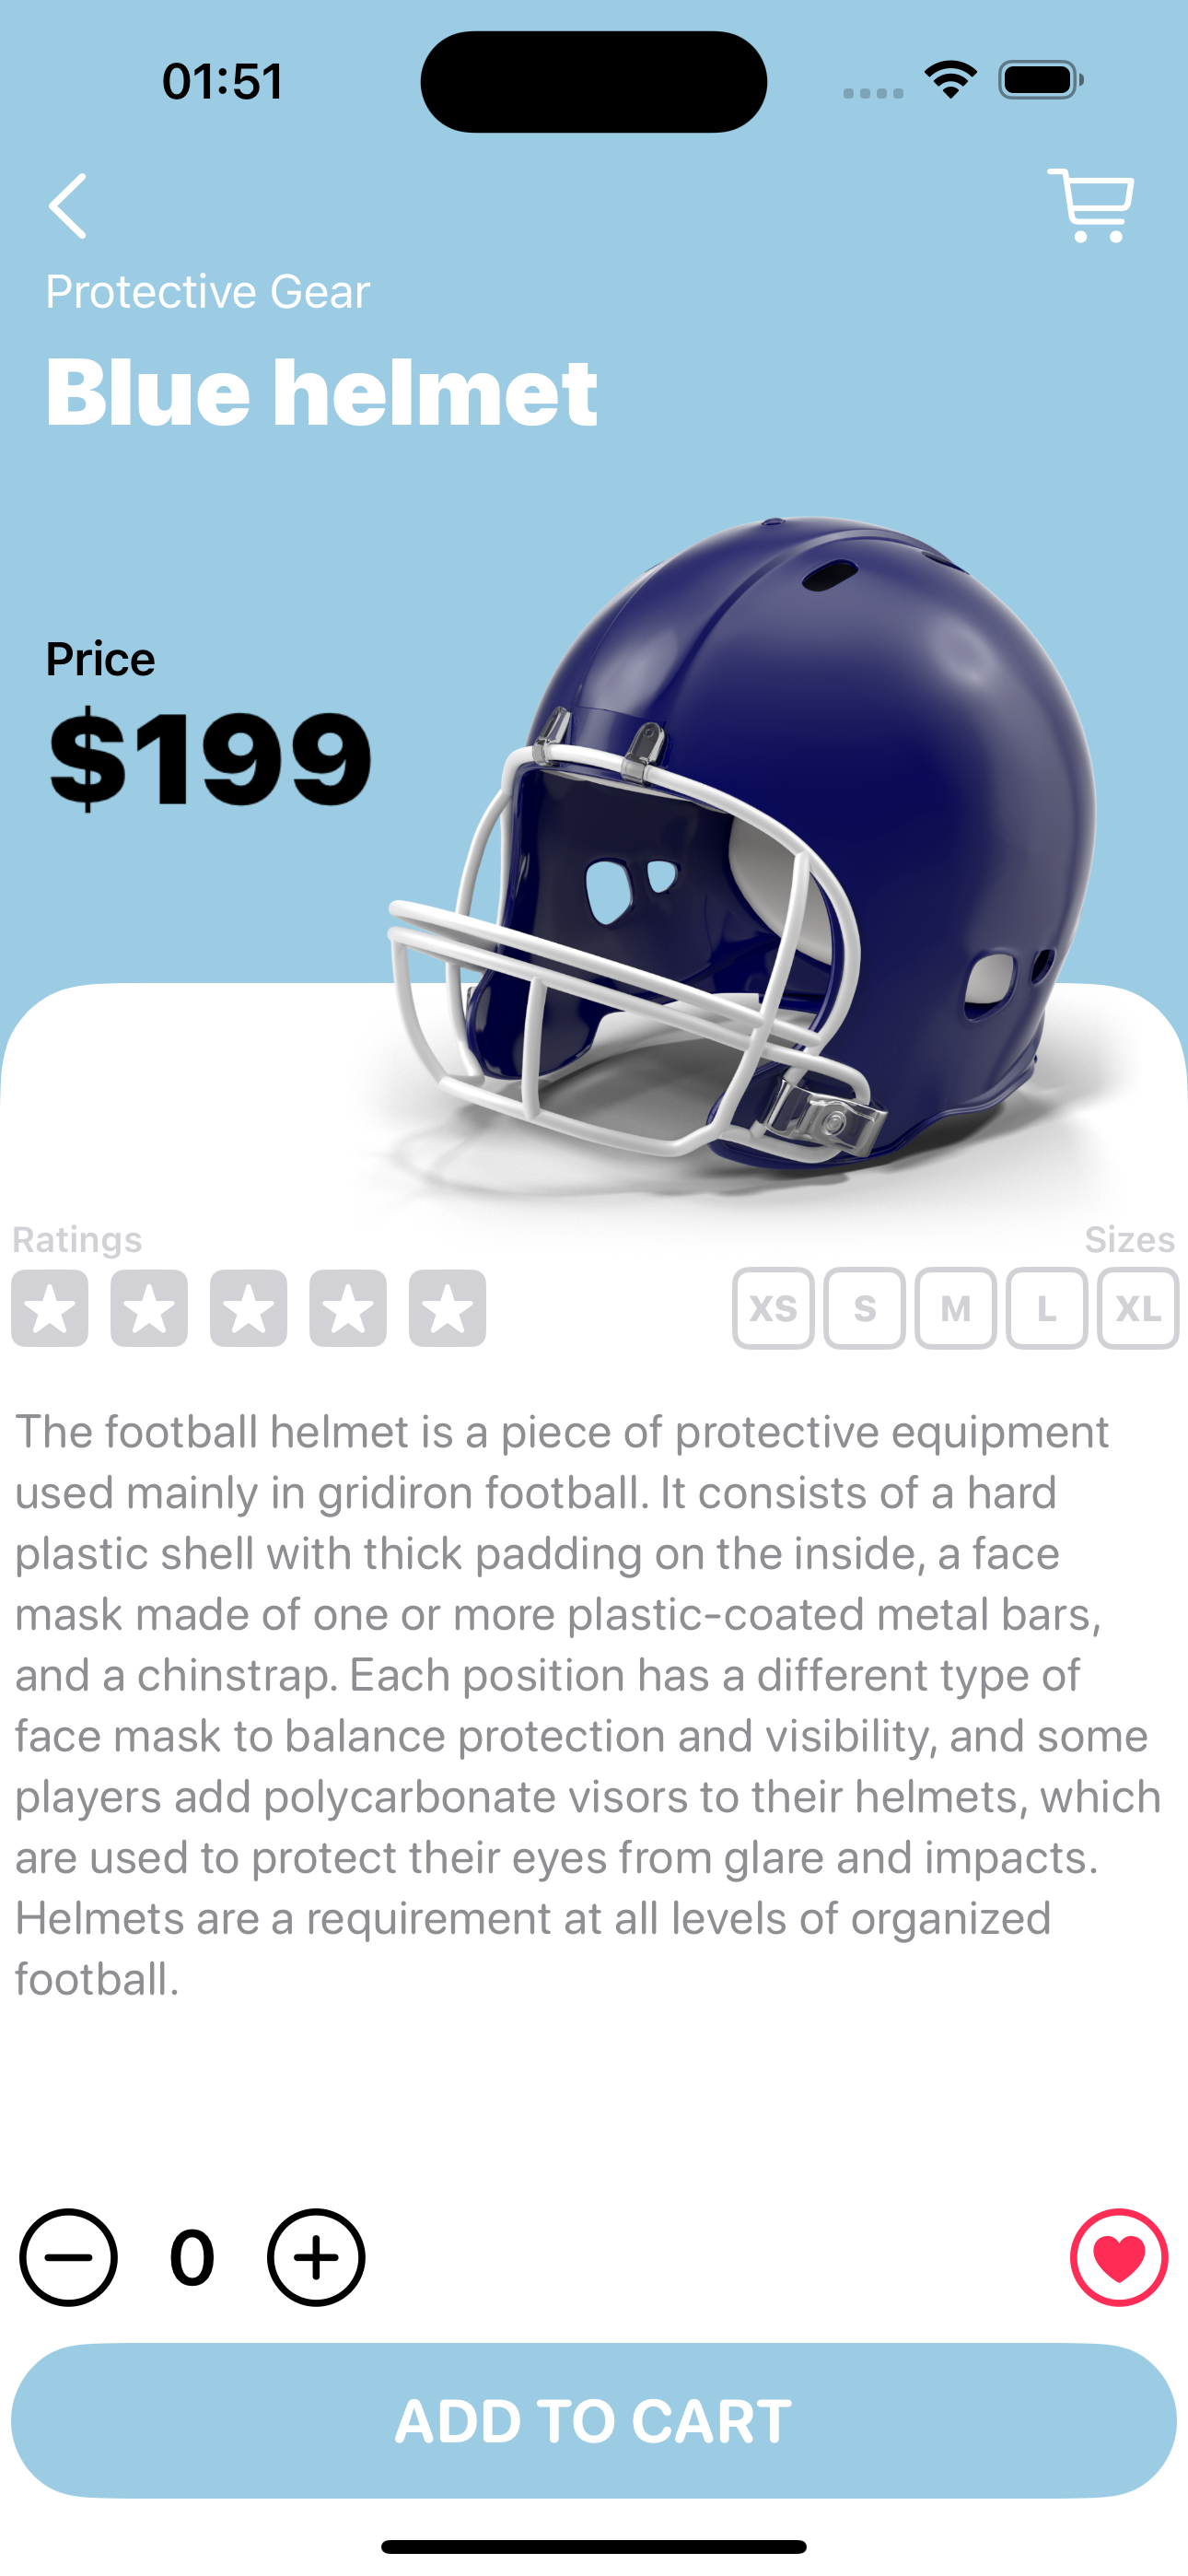 01:51
Protective Gear
Blue helmet
Price
$199
Ratings
Sizes
XS S M L XL
The football helmet is a piece of protective equipment
used mainly in gridiron football. It consists of a hard
plastic shell with thick padding on the inside, a face
mask made of one or more plastic-coated metal bars,
and a chinstrap. Each position has a different type of
face mask to balance protection and visibility, and some
players add polycarbonate visors to their helmets, which
are used to protect their eyes from glare and impacts.
Helmets are a requirement at all levels of organized
football.
0
ADD TO CART